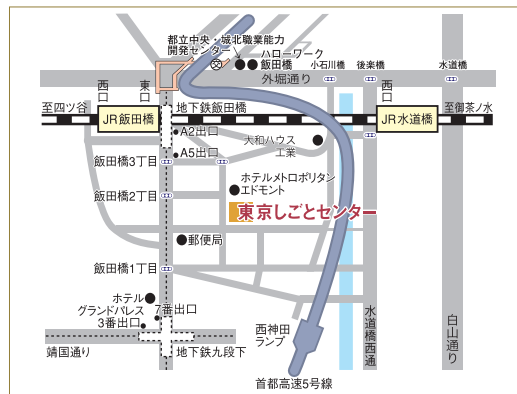 都立中央・城北職業能力
開発センター
ハローワーク
飯田橋
小石川橋
後楽橋
水道橋
外堀通り
西口
東口
西口
至四ツ谷
JR飯田橋
地下鉄飯田橋
JR水道橋
至御茶ノ水
A2出口
大和ハウス
工業
A5出口
飯田橋3丁目
ホテルメトロポリタン
エドモント
飯田橋2丁目
東京しごとセンター
郵便局
飯田橋1丁目
ホテル
グランドパレス
7番出口
3番出口
西神田
ランプ
水道橋西通
白山通り
靖国通り
地下鉄九段下
首都高速5号線